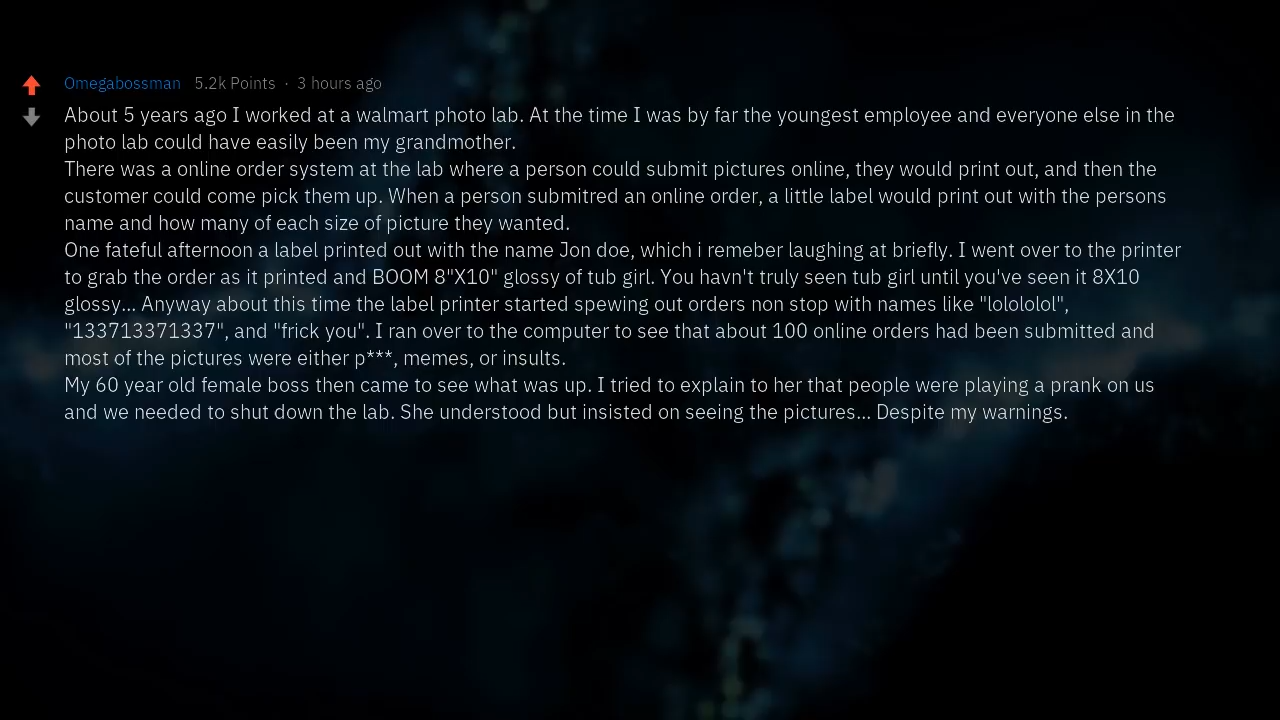 Omegabossman 5.2k Points · 3 hours ago
About 5 years ago I worked at a walmart photo lab. At the time I was by far the youngest employee and everyone else in the
photo lab could have easily been my grandmother.
There was a online order system at the lab where a person could submit pictures online, they would print out, and then the
customer could come pick them up. When a person submitred an online order, a little label would print out with the persons
name and how many of each size of picture they wanted.
One fateful afternoon a label printed out with the name Jon doe, which i remeber laughing at briefly. I went over to the printer
to grab the order as it printed and BOOM 8"X10" glossy of tub girl. You havn't truly seen tub girl until you've seen it 8X10
glossy... Anyway about this time the label printer started spewing out orders non stop with names like "lolololol",
"133713371337", and "frick you". I ran over to the computer to see that about 100 online orders had been submitted and
most of the pictures were either p***, memes, or insults.
My 60 year old female boss then came to see what was up. I tried to explain to her that people were playing a prank on us
and we needed to shut down the lab. She understood but insisted on seeing the pictures... Despite my warnings.